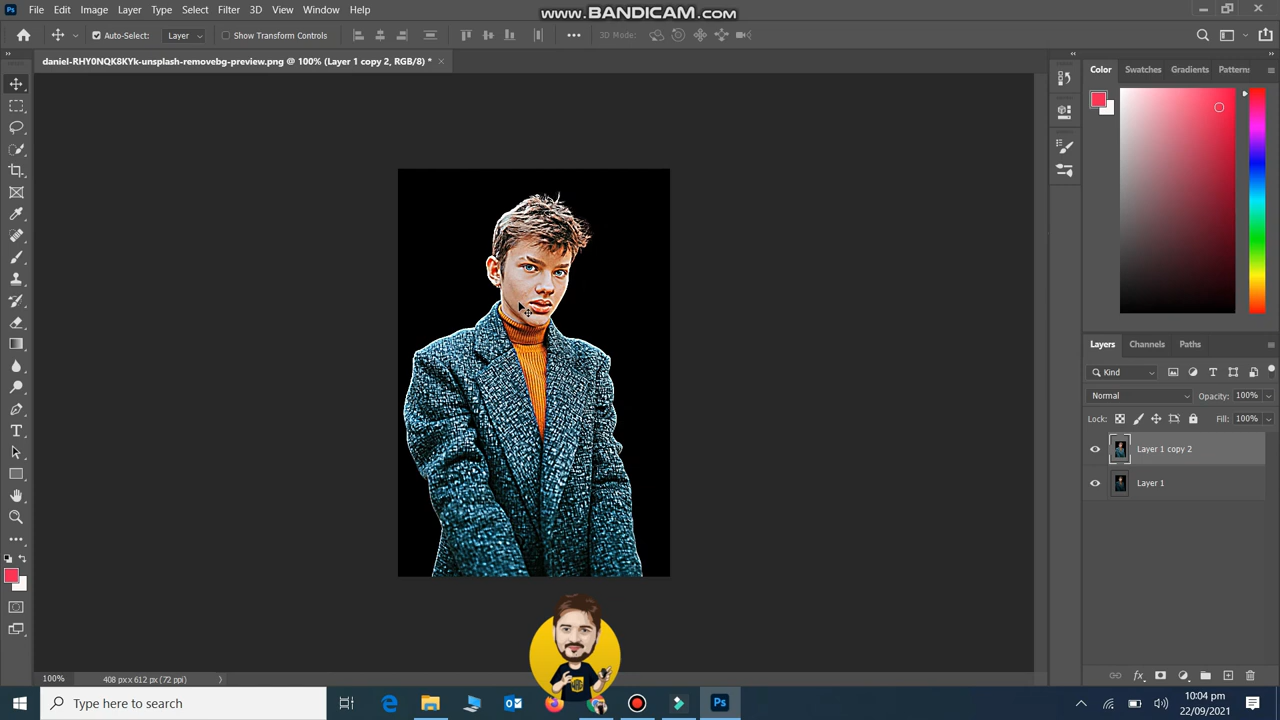 www.BANDICAM.com
Ps File Edit Image Layer Type Select Filter 3D View Window Help
Auto-Select: Layer Show Transform Controls 3D Mode:
daniel-RHY0NQK8KYk-unsplash-removebg-preview.png @ 100% (Layer 1 copy 2, RGB/8) *
Color Swatches Gradients Patterns
Layers Channels Paths
Kind
Normal Opacity: 100%
Lock: Fill: 100%
Layer 1 copy 2
Layer 1
100% 408 px x 612 px (72 ppi)
Type here to search
Ps
10:04 pm
22/09/2021